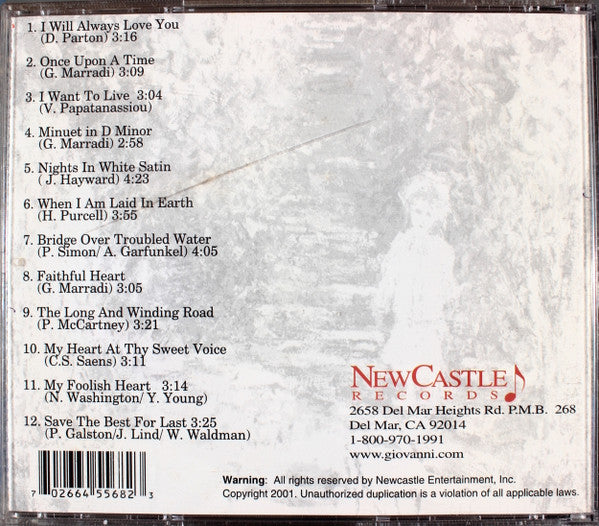 1. I Will Always Love You
(D. Parton) 3:16
2. Once Upon A Time
(G. Marradi) 3:09
3. I Want To Live 3:04
(V. Papatanassiou)
4. Minuet in D Minor
(G. Marradi) 2:58
5. Nights In White Satin
( J. Hayward) 4:23
6. When I Am Laid In Earth
(H. Purcell) 3:55
7. Bridge Over Troubled Water
(P. Simon/ A. Garfunkel) 4:05
8. Faithful Heart
(G. Marradi) 3:05
9. The Long And Winding Road
(P. McCartney) 3:21
10. My Heart At Thy Sweet Voice
(C.S. Saens) 3:11
11. My Foolish Heart 3:14
(N. Washington/ Y. Young)
12. Save The Best For Last 3:25
(P. Galston/J. Lind/ W. Waldman)
NEWCASTLE
RECORDS
2658 Del Mar Heights Rd. P.M.B. 268
Del Mar, CA 92014
1-800-970-1991
www.giovanni.com
Warning: All rights reserved by Newcastle Entertainment, Inc.
Copyright 2001. Unauthorized duplication is a violation of all applicable laws.
7 02664 55682 3